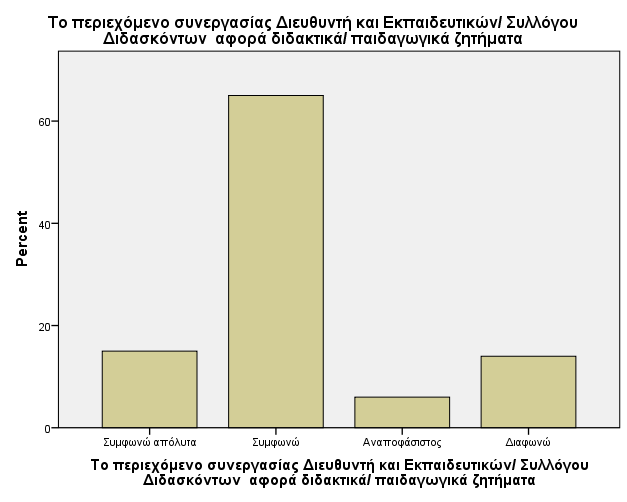 Το περιεχόμενο συνεργασίας Διευθυντή και Εκπαιδευτικών/ Συλλόγου
Διδασκόντων  αφορά διδακτικά/ παιδαγωγικά ζητήματα
Percent
60
40
20
0
Συμφωνώ απόλυτα
Συμφωνώ
Αναποφάσιστος
Διαφωνώ
Το περιεχόμενο συνεργασίας Διευθυντή και Εκπαιδευτικών/ Συλλόγου
Διδασκόντων  αφορά διδακτικά/ παιδαγωγικά ζητήματα